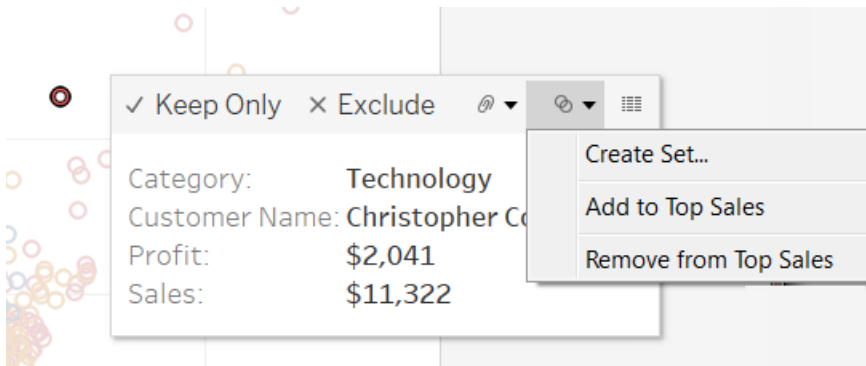 Keep Only Exclude
Create Set...
Category: Technology
Add to Top Sales
Customer Name: Christopher
Profit: $2,041
Remove from Top Sales
Sales: $11,322